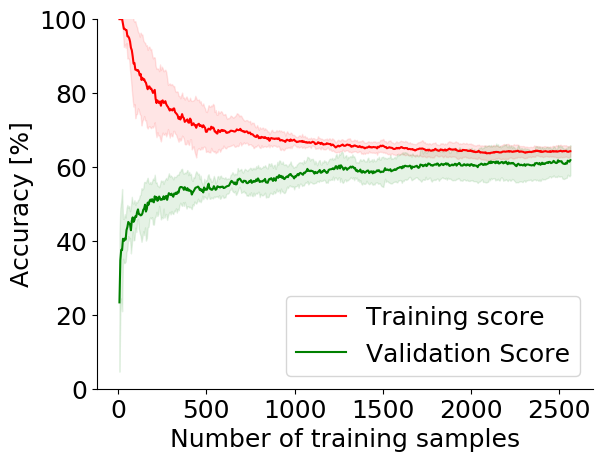 100
80
60
40
20
0
Accuracy [%]
Training score
Validation Score
0 500 1000 1500 2000 2500
Number of training samples